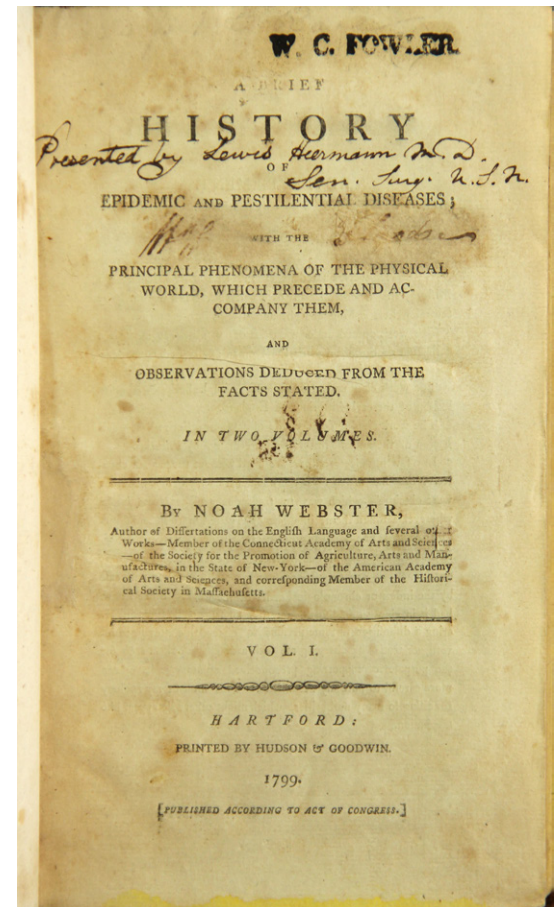 W. C. FOWLER.
A BRIEF
HISTORY
Presented by Lewis Heermann M. D.
OF
Sen. Surg. U. S. N.
EPIDEMIC AND PESTILENTIAL DISEASES;
WITH THE
PRINCIPAL PHENOMENA OF THE PHYSICAL
WORLD, WHICH PRECEDE AND AC-
COMPANY THEM,
AND
OBSERVATIONS DEDUCED FROM THE
FACTS STATED.
IN TWO VOLUMES.
BY NOAH WEBSTER,
Author of Diſſertations on the Engliſh Language and ſeveral other
Works—Member of the Connecticut Academy of Arts and Sciences
—of the Society for the Promotion of Agriculture, Arts and Man-
ufactures, in the State of New-York—of the American Academy
of Arts and Sciences, and correſponding Member of the Hiſtori-
cal Society in Maſſachuſetts.
VOL. I.
HARTFORD:
PRINTED BY HUDSON & GOODWIN.
1799.
[PUBLISHED ACCORDING TO ACT OF CONGRESS.]